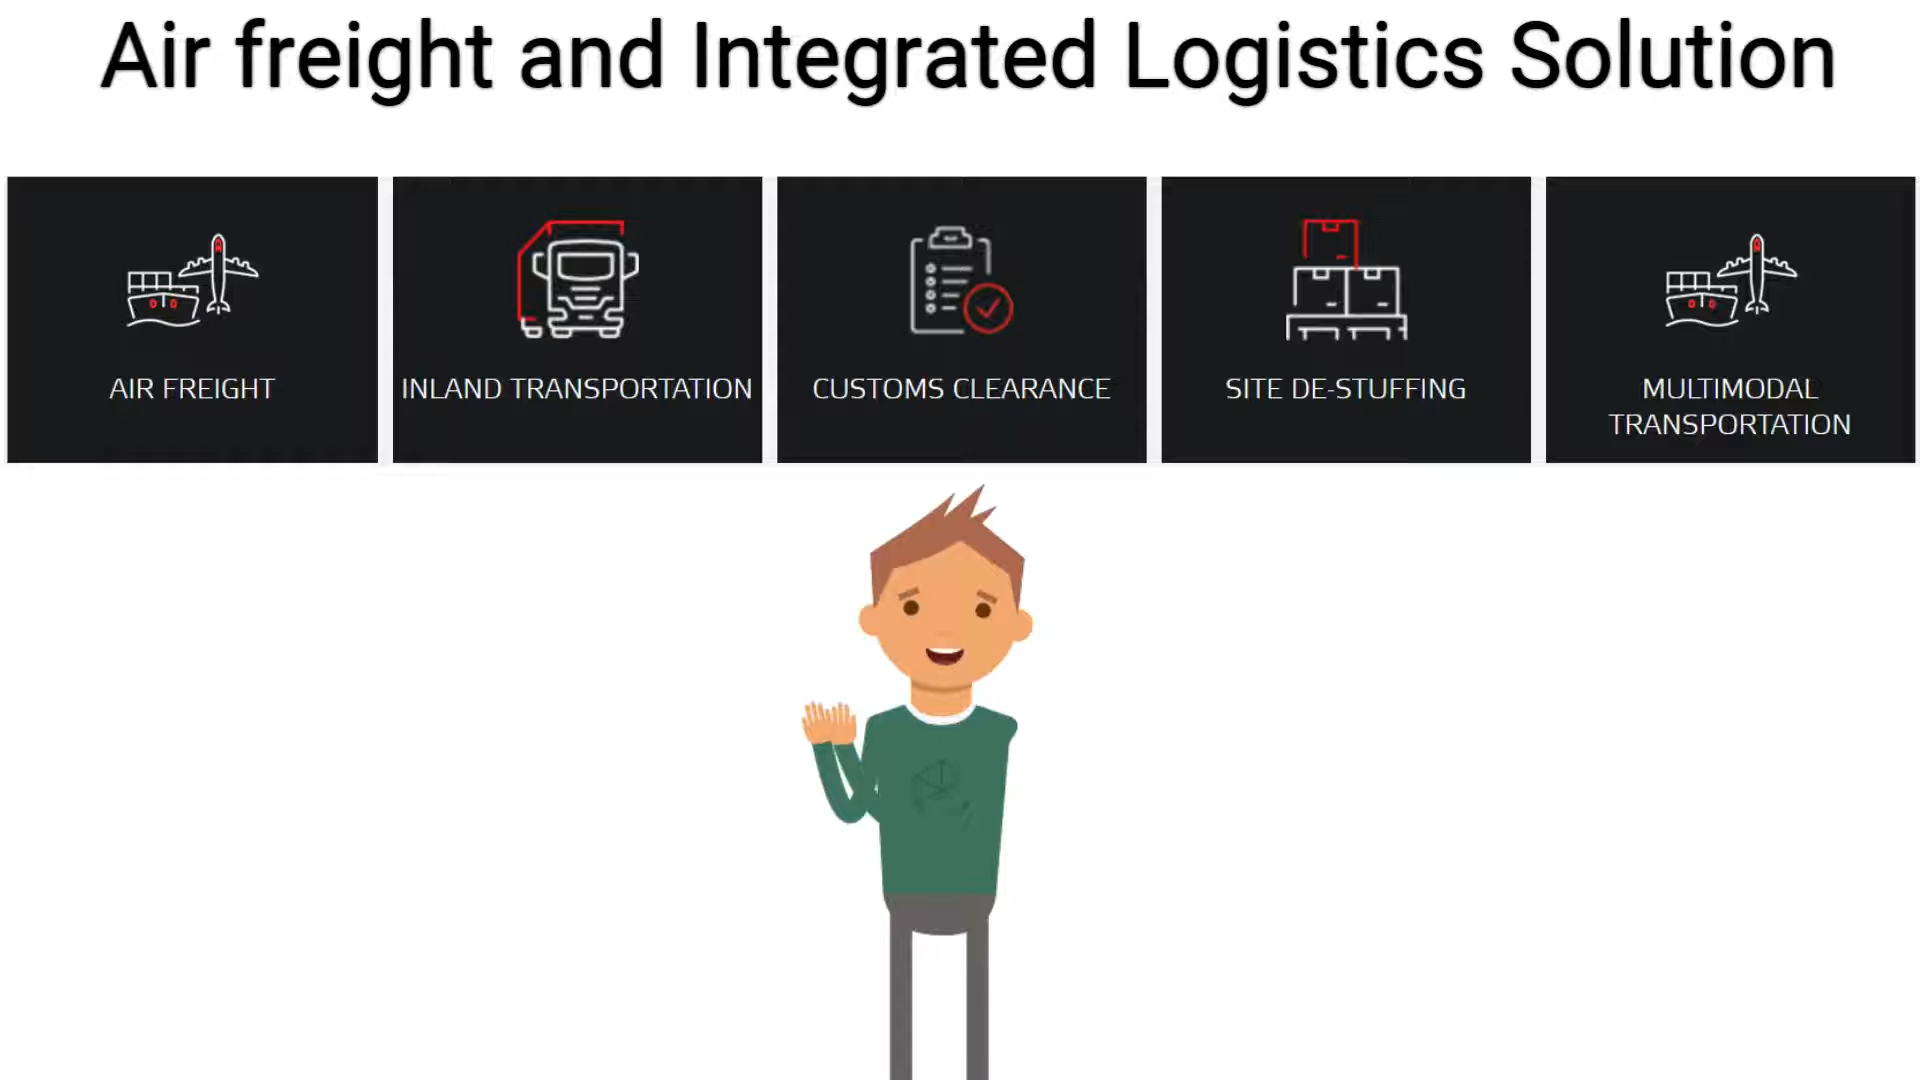 Air freight and Integrated Logistics Solution
AIR FREIGHT
INLAND TRANSPORTATION
CUSTOMS CLEARANCE
SITE DE-STUFFING
MULTIMODAL
TRANSPORTATION